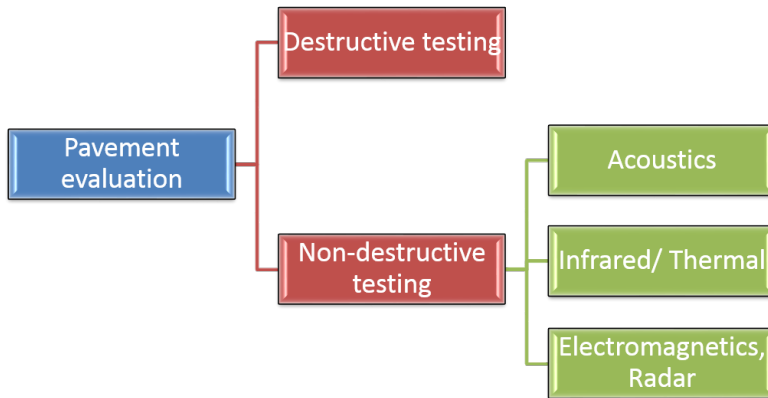 Destructive testing
Pavement
evaluation
Non-destructive
testing
Acoustics
Infrared/ Thermal
Electromagnetics,
Radar